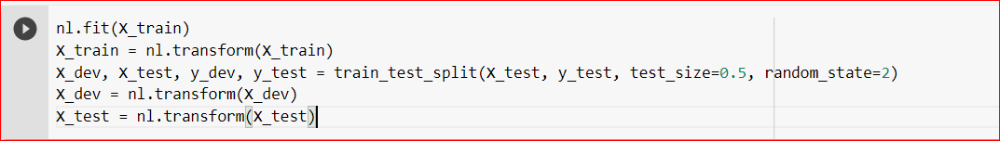 nl.fit(X_train)
X_train = nl.transform(X_train)
X_dev, X_test, y_dev, y_test = train_test_split(X_test, y_test, test_size=0.5, random_state=2)
X_dev = nl.transform(X_dev)
X_test = nl.transform(X_test)